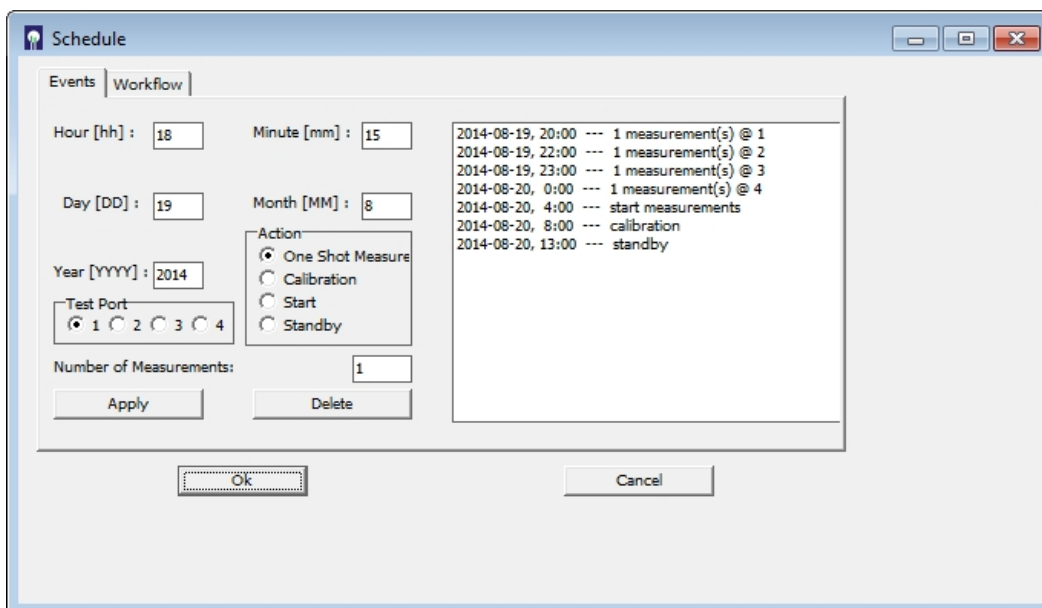 Schedule
Events
Workflow
Hour [hh] : 18
Minute [mm] : 15
Day [DD] : 19
Month [MM] : 8
Year [YYYY] : 2014
Action
One Shot Measure
Calibration
Start
Standby
Test Port
1 2 3 4
Number of Measurements: 1
Apply
Delete
2014-08-19, 20:00 --- 1 measurement(s) @ 1
2014-08-19, 22:00 --- 1 measurement(s) @ 2
2014-08-19, 23:00 --- 1 measurement(s) @ 3
2014-08-20, 0:00 --- 1 measurement(s) @ 4
2014-08-20, 4:00 --- start measurements
2014-08-20, 8:00 --- calibration
2014-08-20, 13:00 --- standby
Ok
Cancel